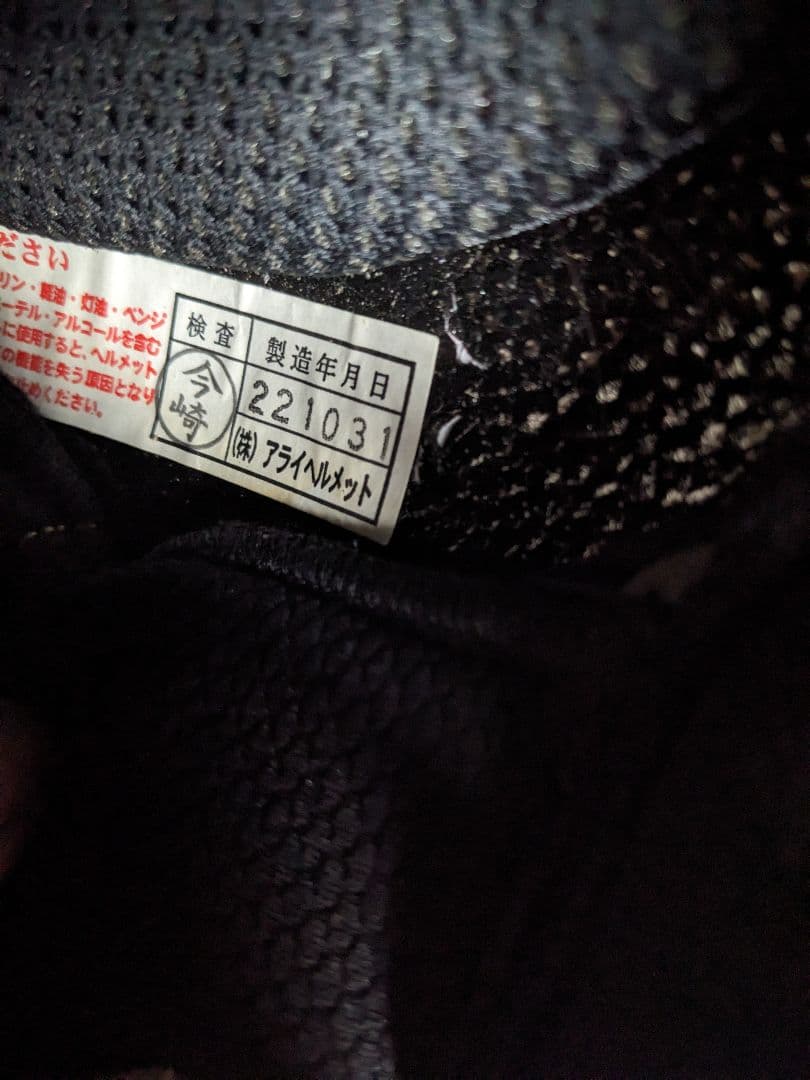 ださい
リン・軽油・灯油・ベンジ
ーテル・アルコールを含む
に使用すると、ヘルメット
の機能を失う原因となり
止めください。
検査
製造年月日
今崎
221031
(株)アライヘルメット